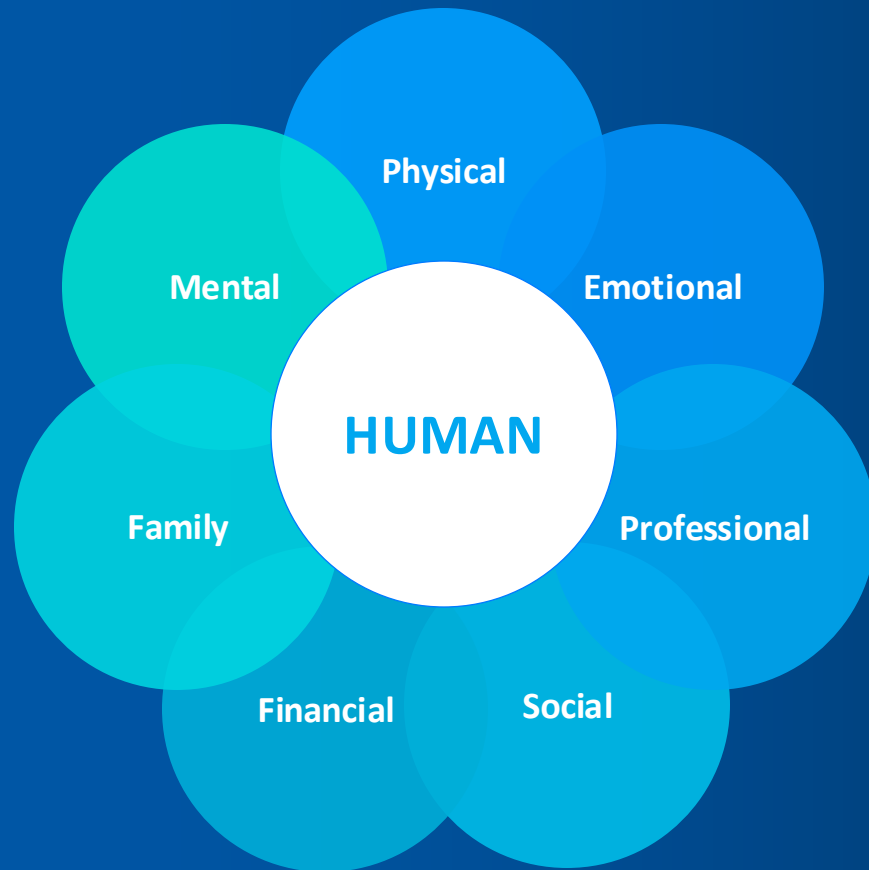 Physical
Emotional
Mental
HUMAN
Professional
Family
Social
Financial